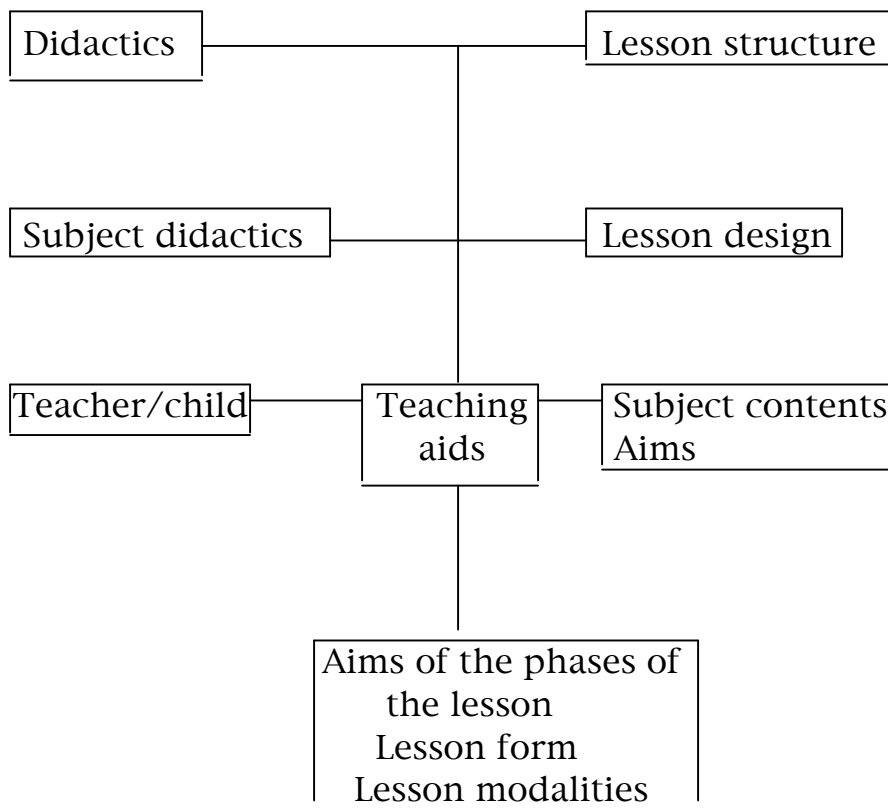 Didactics
Lesson structure
Subject didactics
Lesson design
Teacher/child
Teaching
aids
Subject contents
Aims
Aims of the phases of
the lesson
Lesson form
Lesson modalities